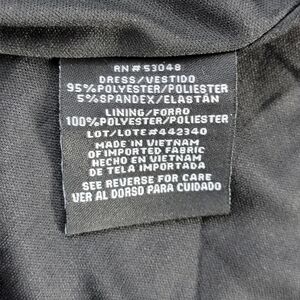 RN # 53048
DRESS/VESTIDO
95% POLYESTER/POLIESTER
5% SPANDEX/ELASTÁN
LINING/FORRO
100% POLYESTER/POLIESTER
LOT/LOTE #442340
MADE IN VIETNAM
OF IMPORTED FABRIC
HECHO EN VIETNAM
DE TELA IMPORTADA
SEE REVERSE FOR CARE
VER AL DORSO PARA CUIDADO